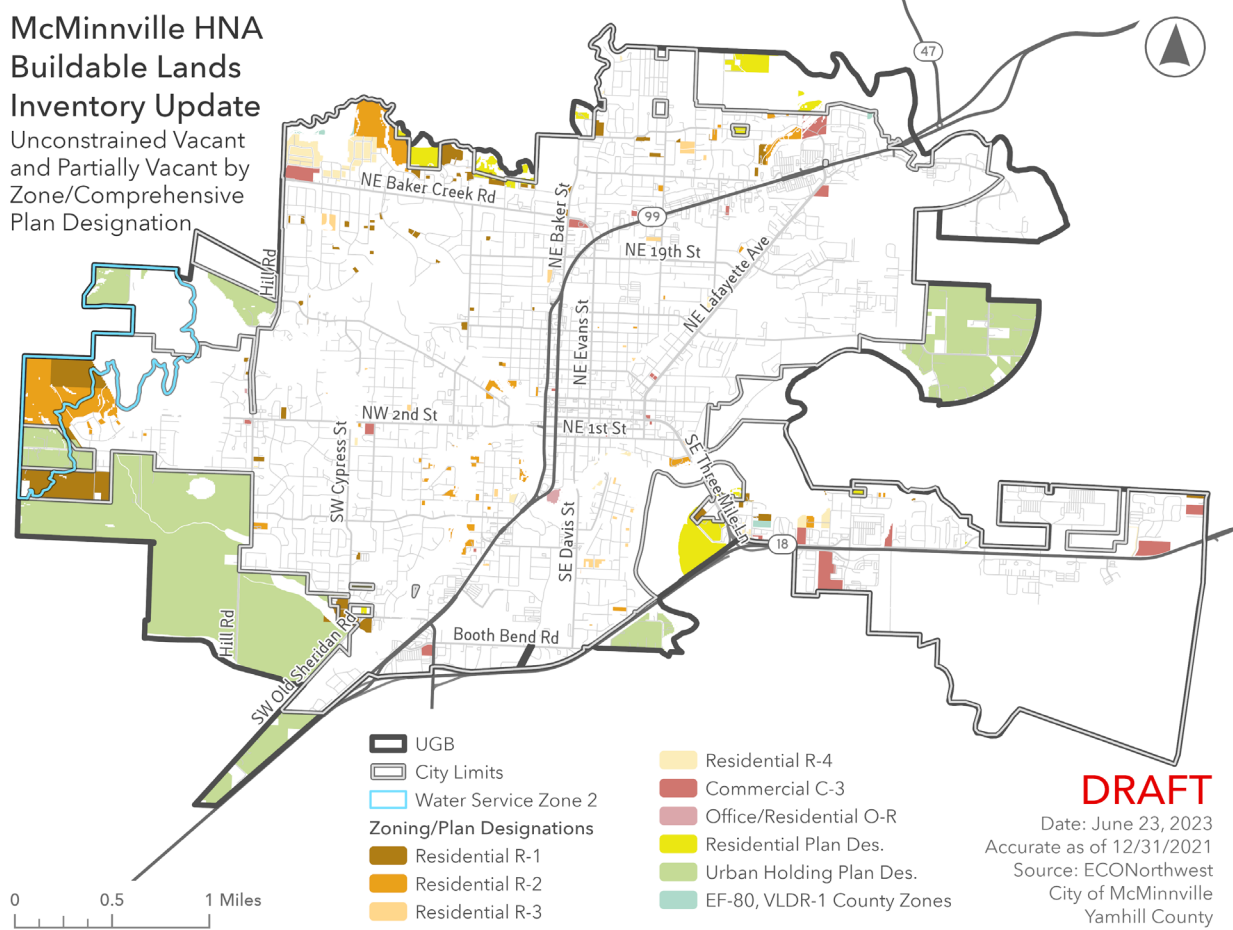 McMinnville HNA
Buildable Lands
Inventory Update
Unconstrained Vacant
and Partially Vacant by
Zone/Comprehensive
Plan Designation
47
NE Baker Creek Rd
NE Baker St
99
NE 19th St
NE Lafayette Ave
Hill Rd
NE Evans St
NW 2nd St
NE 1st St
SW Cypress St
SE Three Mile Ln
SE Davis St
18
Hill Rd
SW Old Sheridan Rd
Booth Bend Rd
UGB
City Limits
Water Service Zone 2
Zoning/Plan Designations
Residential R-1
Residential R-2
Residential R-3
Residential R-4
Commercial C-3
Office/Residential O-R
Residential Plan Des.
Urban Holding Plan Des.
EF-80, VLDR-1 County Zones
DRAFT
Date: June 23, 2023
Accurate as of 12/31/2021
Source: ECONorthwest
City of McMinnville
Yamhill County
0 0.5 1 Miles